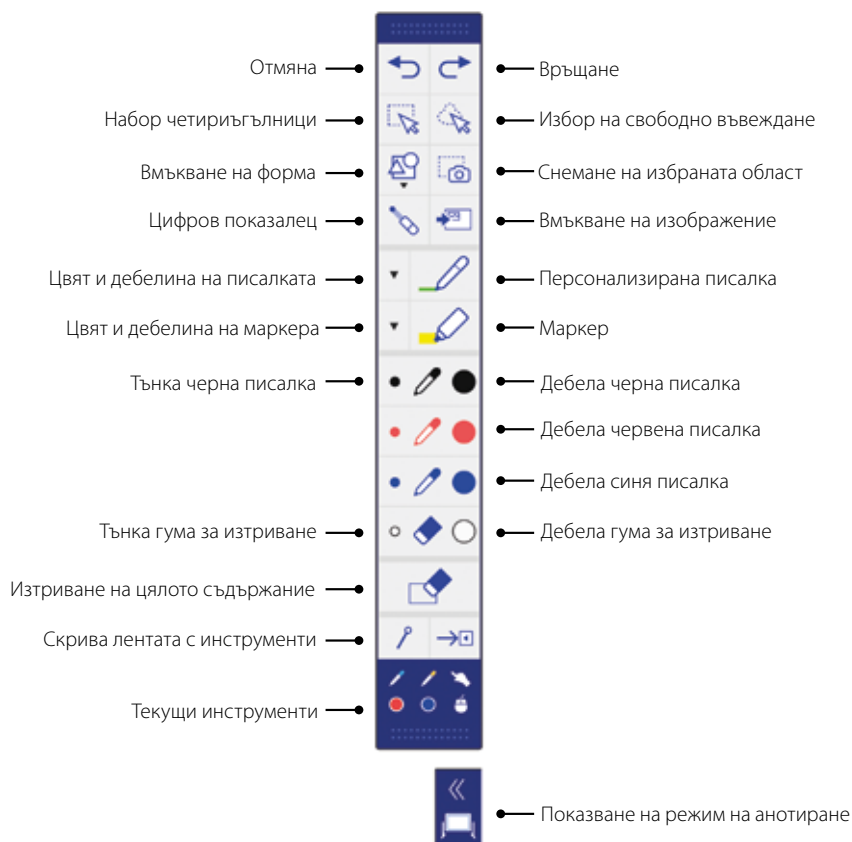 Отмяна
Връщане
Набор четириъгълници
Избор на свободно въвеждане
Вмъкване на форма
Снемане на избраната област
Цифров показалец
Вмъкване на изображение
Цвят и дебелина на писалката
Персонализирана писалка
Цвят и дебелина на маркера
Маркер
Тънка черна писалка
Дебела черна писалка
Дебела червена писалка
Дебела синя писалка
Тънка гума за изтриване
Дебела гума за изтриване
Изтриване на цялото съдържание
Скрива лентата с инструменти
Текущи инструменти
Показване на режим на анотиране